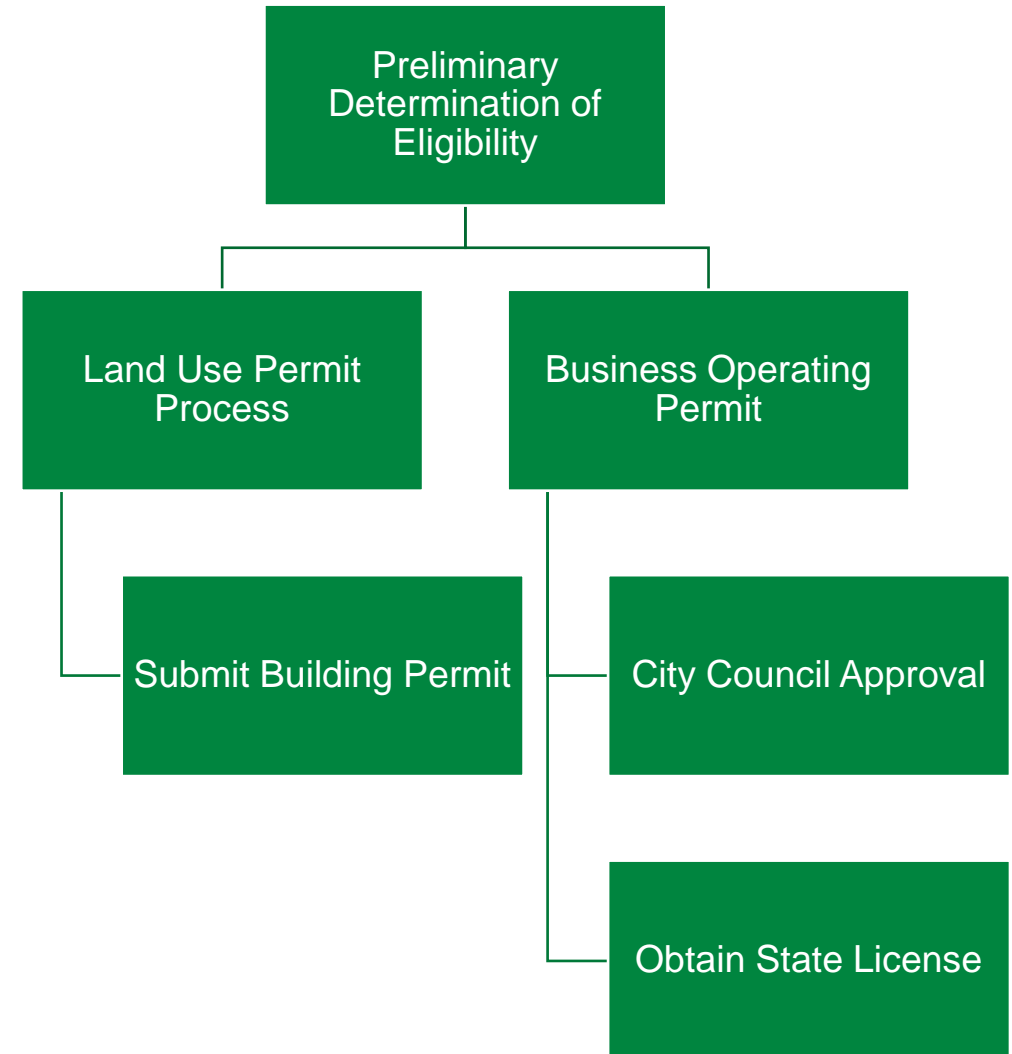 Preliminary
Determination of
Eligibility
Land Use Permit
Process
Business Operating
Permit
Submit Building Permit
City Council Approval
Obtain State License